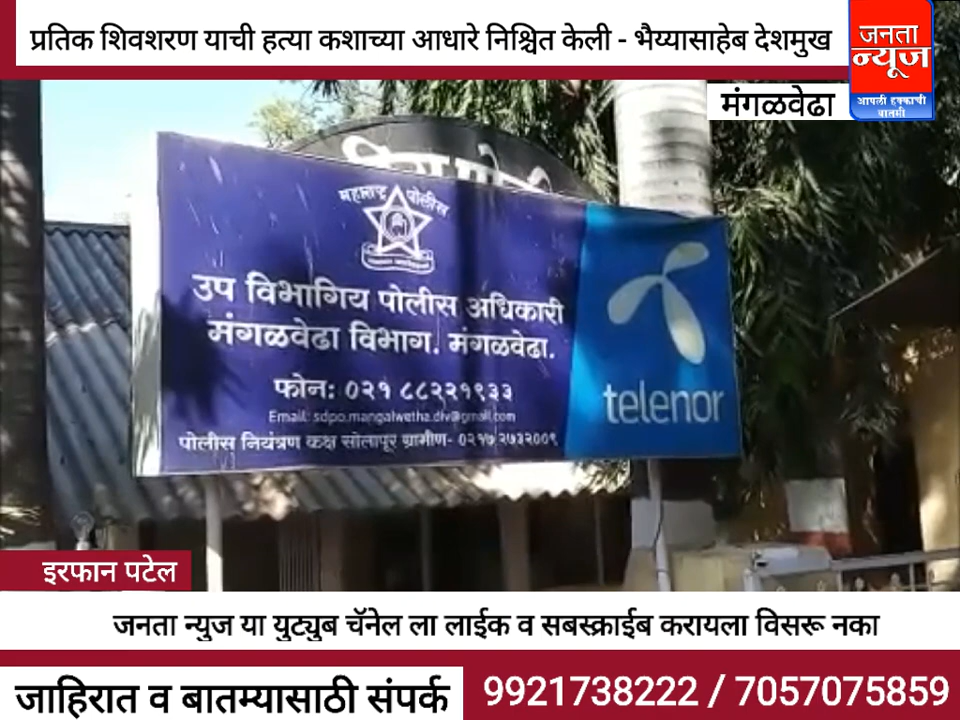 प्रतिक शिवशरण याची हत्या कशाच्या आधारे निश्चित केली - भैय्यासाहेब देशमुख
जनता
न्यूज
आपली हक्काची
बातमी
मंगळवेढा
महाराष्ट्र पोलीस
उप विभागिय पोलीस अधिकारी
मंगळवेढा विभाग. मंगळवेढा.
फोन: ०२१ ८८२२१९३३
Email: sdpo.mangalwetha.div@gmail.com
पोलीस नियंत्रण कक्ष सोलापूर ग्रामीण- ०२१७ २७३२००९
telenor
इरफान पटेल
जनता न्युज या युट्युब चॅनेल ला लाईक व सबस्क्राईब करायला विसरू नका
जाहिरात व बातम्यासाठी संपर्क
9921738222 / 7057075859